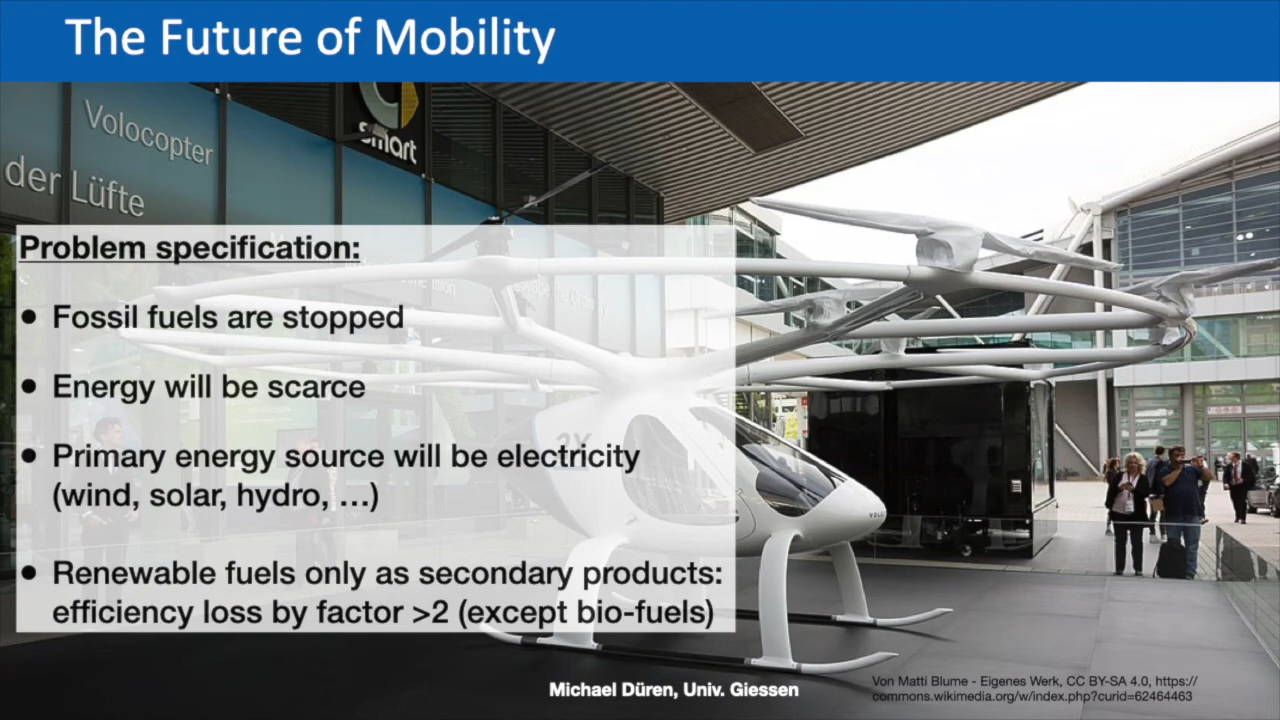 The Future of Mobility
Volocopter
smart
der Lüfte
Problem specification:
• Fossil fuels are stopped
• Energy will be scarce
• Primary energy source will be electricity
(wind, solar, hydro, …)
2X
• Renewable fuels only as secondary products:
efficiency loss by factor >2 (except bio-fuels)
Michael Düren, Univ. Giessen
Von Matti Blume - Eigenes Werk, CC BY-SA 4.0, https://
commons.wikimedia.org/w/index.php?curid=62464463